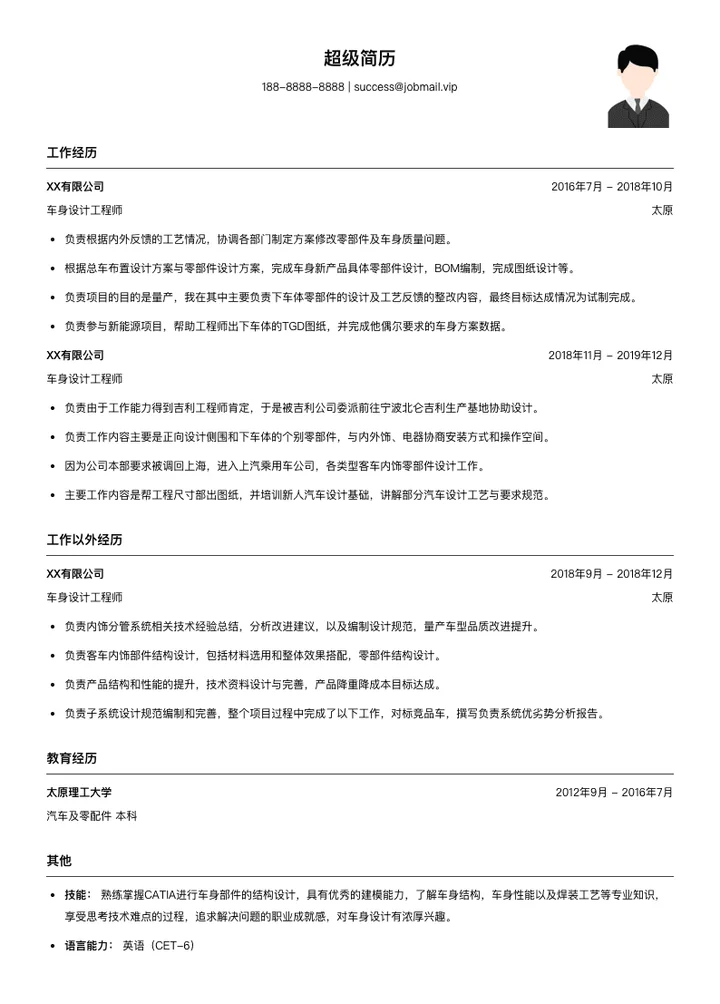 超级简历
188-8888-8888 | success@jobmail.vip
工作经历
XX有限公司 2016年7月 – 2018年10月
车身设计工程师 太原
• 负责根据内外反馈的工艺情况，协调各部门制定方案修改零部件及车身质量问题。
• 根据总车布置设计方案与零部件设计方案，完成车身新产品具体零部件设计，BOM编制，完成图纸设计等。
• 负责项目的目的是量产，我在其中主要负责下车体零部件的设计及工艺反馈的整改内容，最终目标达成情况为试制完成。
• 负责参与新能源项目，帮助工程师出下车体的TGD图纸，并完成他偶尔要求的车身方案数据。
XX有限公司 2018年11月 – 2019年12月
车身设计工程师 太原
• 负责由于工作能力得到吉利工程师肯定，于是被吉利公司委派前往宁波北仑吉利生产基地协助设计。
• 负责工作内容主要是正向设计侧围和下车体的个别零部件，与内外饰、电器协商安装方式和操作空间。
• 因为公司本部要求被调回上海，进入上汽乘用车公司，各类型客车内饰零部件设计工作。
• 主要工作内容是帮工程尺寸部出图纸，并培训新人汽车设计基础，讲解部分汽车设计工艺与要求规范。
工作以外经历
XX有限公司 2018年9月 – 2018年12月
车身设计工程师 太原
• 负责内饰分管系统相关技术经验总结，分析改进建议，以及编制设计规范，量产车型品质改进提升。
• 负责客车内饰部件结构设计，包括材料选用和整体效果搭配，零部件结构设计。
• 负责产品结构和性能的提升，技术资料设计与完善，产品降重降成本目标达成。
• 负责子系统设计规范编制和完善，整个项目过程中完成了以下工作，对标竞品车，撰写负责系统优劣势分析报告。
教育经历
太原理工大学 2012年9月 – 2016年7月
汽车及零配件 本科
其他
• 技能： 熟练掌握CATIA进行车身部件的结构设计，具有优秀的建模能力，了解车身结构，车身性能以及焊装工艺等专业知识，
享受思考技术难点的过程，追求解决问题的职业成就感，对车身设计有浓厚兴趣。
• 语言能力： 英语（CET-6）